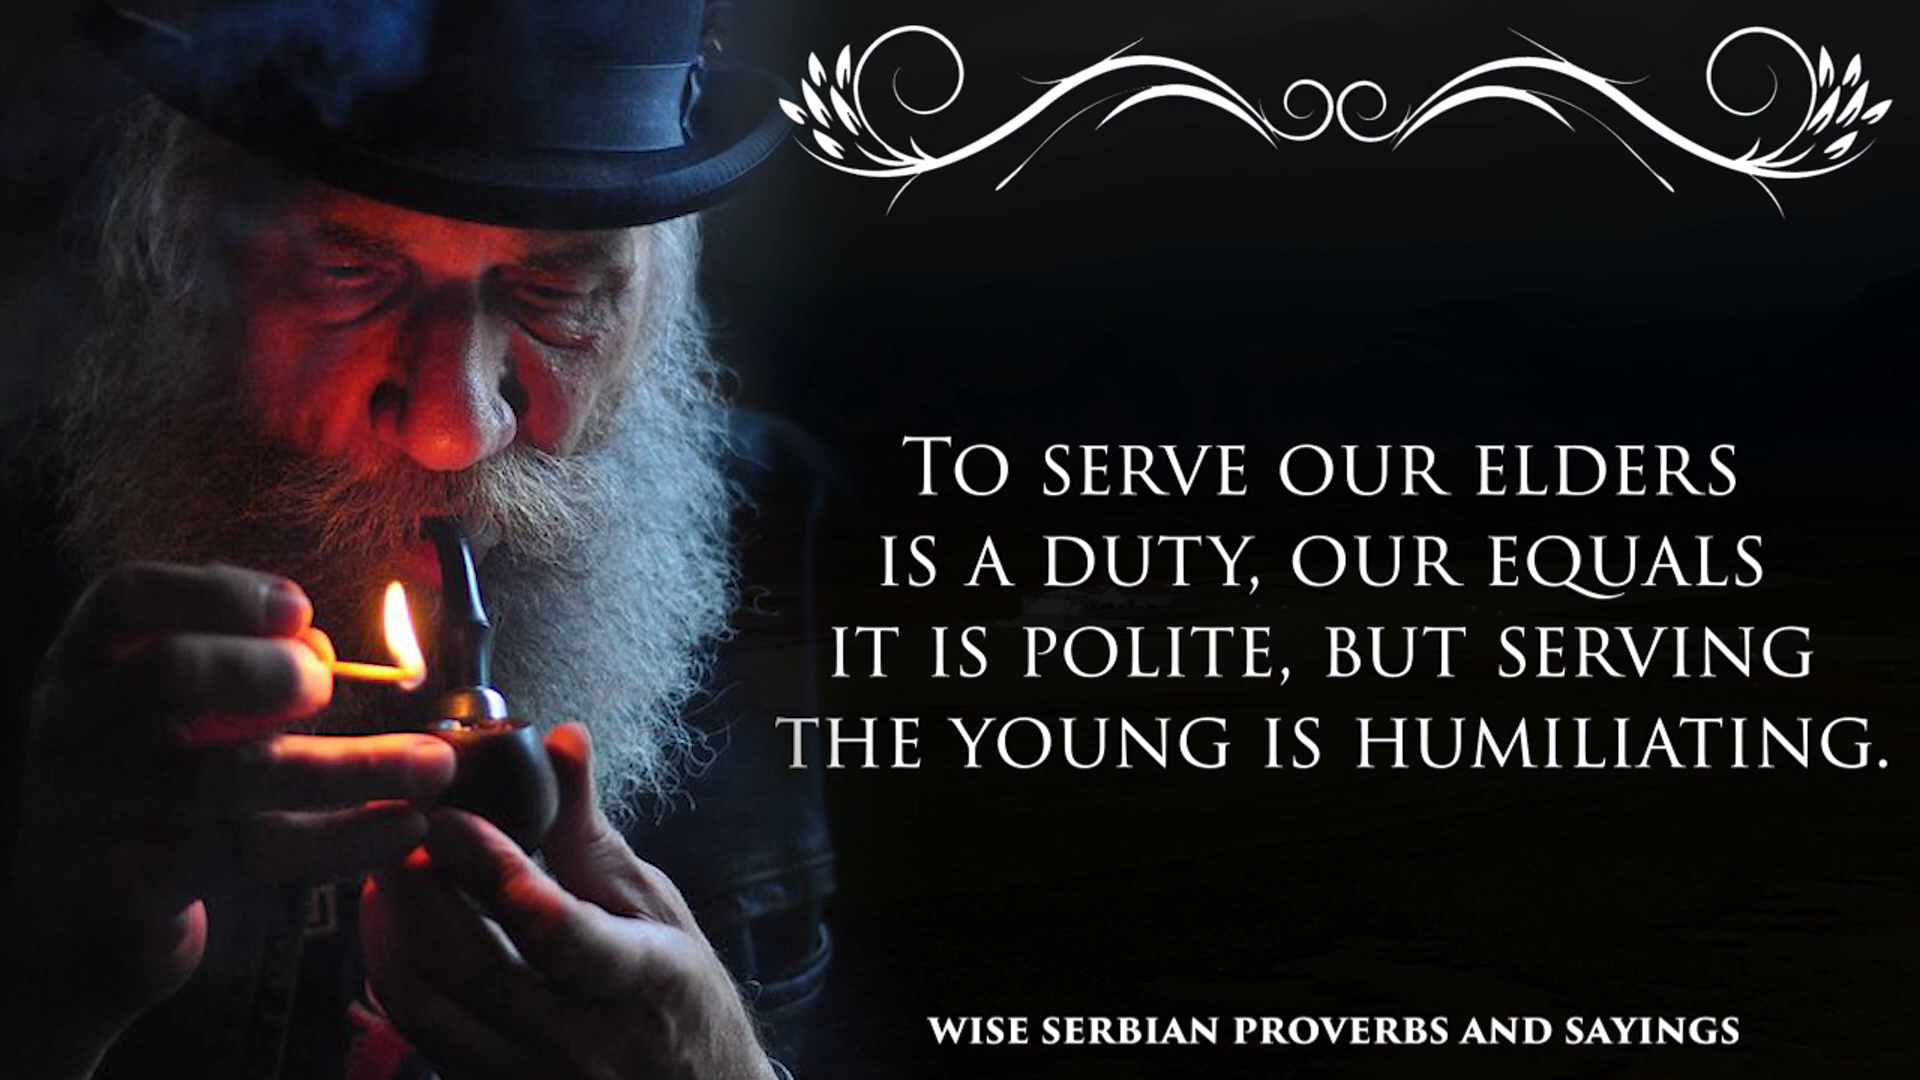 To serve our elders
is a duty, our equals
it is polite, but serving
the young is humiliating.
WISE SERBIAN PROVERBS AND SAYINGS